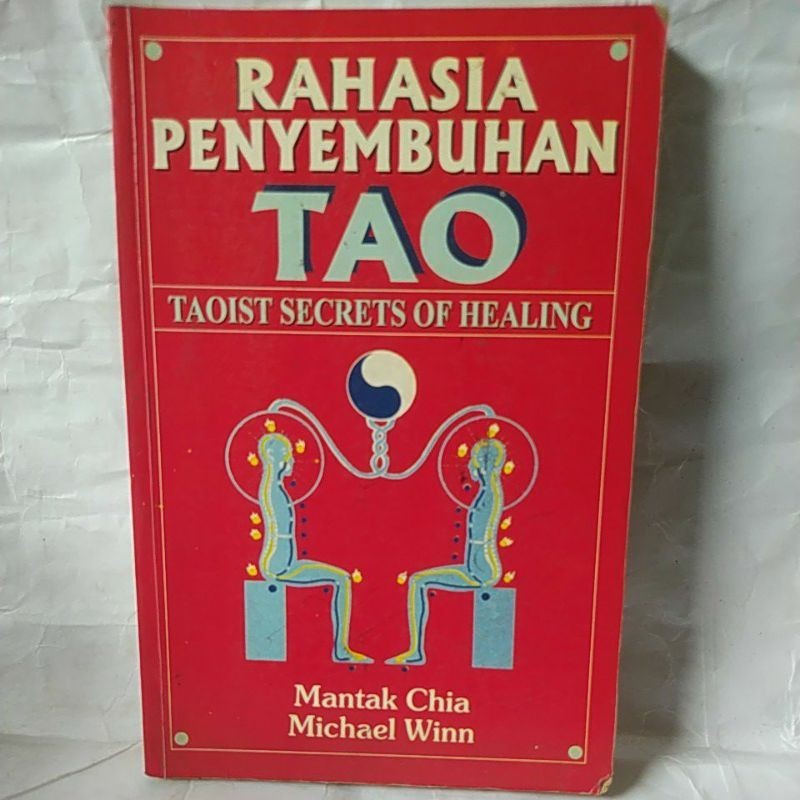 RAHASIA
PENYEMBUHAN
TAO
TAOIST SECRETS OF HEALING
Mantak Chia
Michael Winn